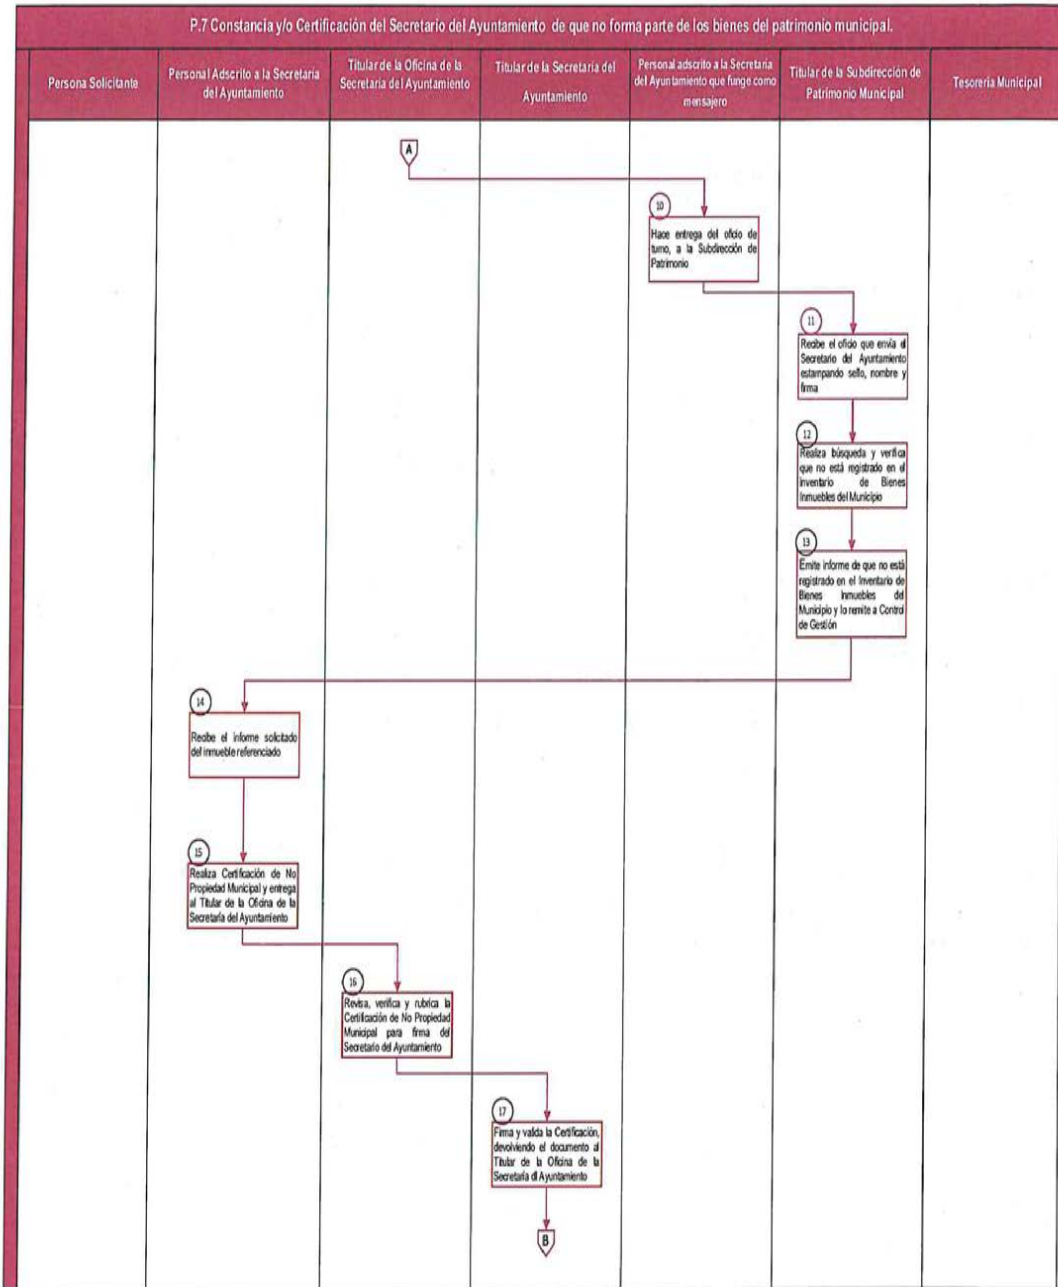 P.7 Constancia y/o Certificación del Secretario del Ayuntamiento de que no forma parte de los bienes del patrimonio municipal.
Persona Solicitante
Personal Adscrito a la Secretaría
del Ayuntamiento
Titular de la Oficina de la
Secretaría del Ayuntamiento
Titular de la Secretaría del
Ayuntamiento
Personal adscrito a la Secretaría
del Ayuntamiento que funge como
mensajero
Titular de la Subdirección de
Patrimonio Municipal
Tesorería Municipal
A
10
Hace entrega del oficio de
turno, a la Subdirección de
Patrimonio
11
Recibe el oficio que envía el
Secretario del Ayuntamiento
estampando sello, nombre y
firma
12
Realiza búsqueda y verifica
que no está registrado en el
Inventario de Bienes
Inmuebles del Municipio
13
Emite informe de que no está
registrado en el Inventario de
Bienes Inmuebles del
Municipio y lo remite a Control
de Gestión
14
Recibe el informe solicitado
del inmueble referenciado
15
Realiza Certificación de No
Propiedad Municipal y entrega
al Titular de la Oficina de la
Secretaría del Ayuntamiento
16
Revisa, verifica y rubrica la
Certificación de No Propiedad
Municipal para firma del
Secretario del Ayuntamiento
17
Firma y valida la Certificación,
devolviendo el documento al
Titular de la Oficina de la
Secretaría dl Ayuntamiento
B